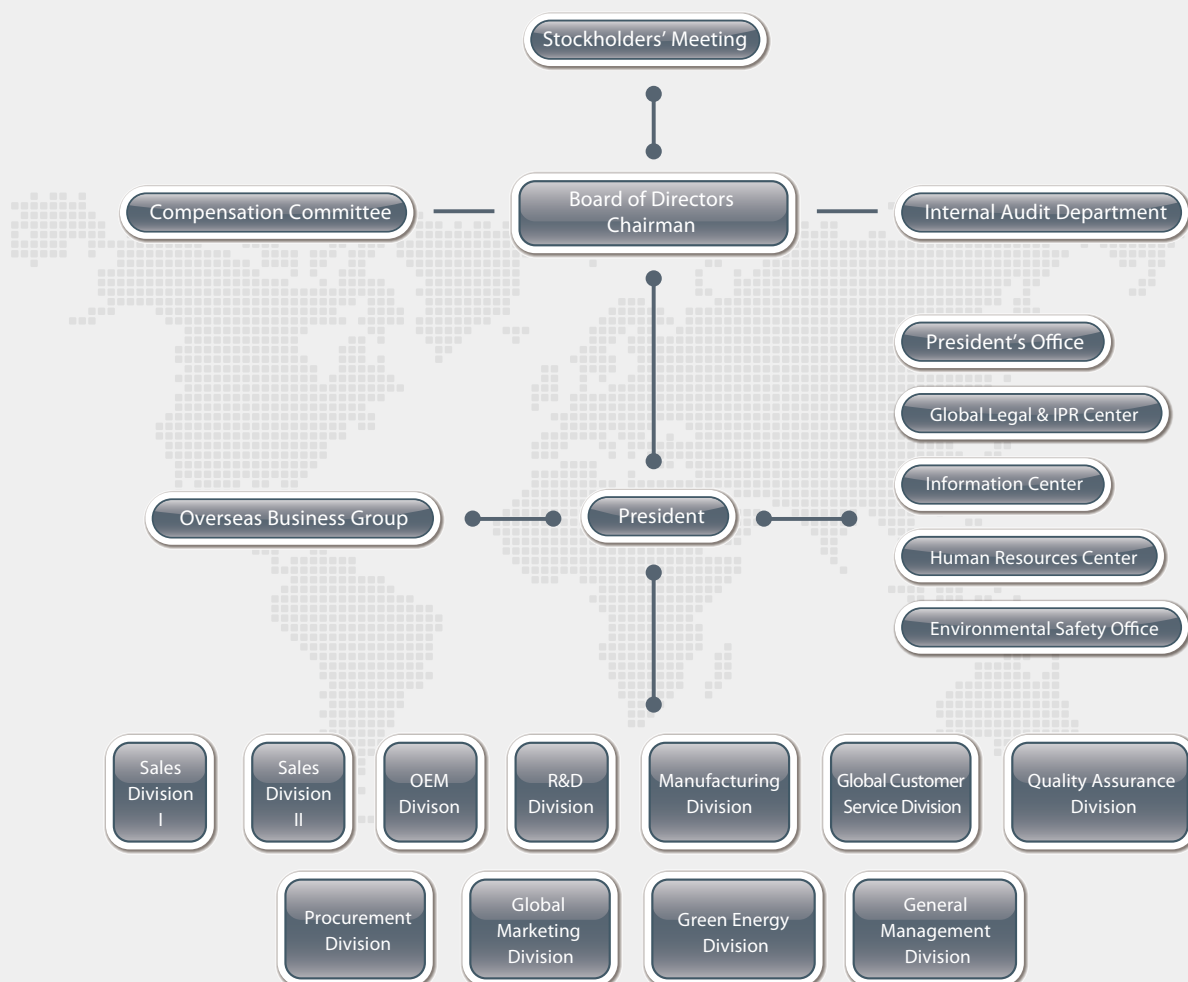 Stockholders' Meeting
Compensation Committee
Board of Directors
Chairman
Internal Audit Department
President's Office
Global Legal & IPR Center
Information Center
Overseas Business Group
President
Human Resources Center
Environmental Safety Office
Sales
Division
I
Sales
Division
II
OEM
Divison
R&D
Division
Manufacturing
Division
Global Customer
Service Division
Quality Assurance
Division
Procurement
Division
Global
Marketing
Division
Green Energy
Division
General
Management
Division